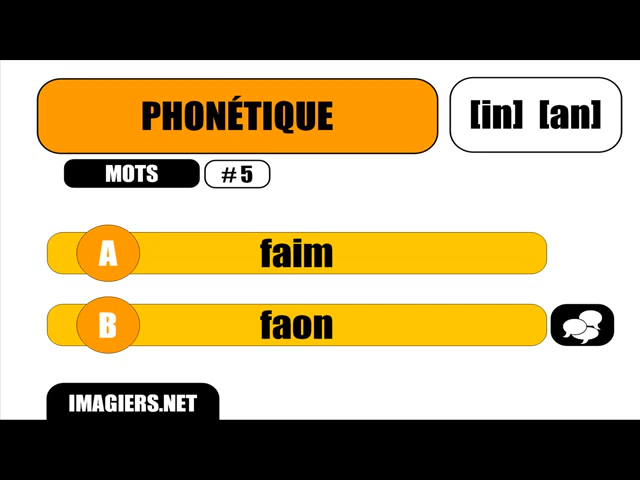 PHONÉTIQUE
[in] [an]
MOTS
#5
A
faim
B
faon
IMAGIERS.NET